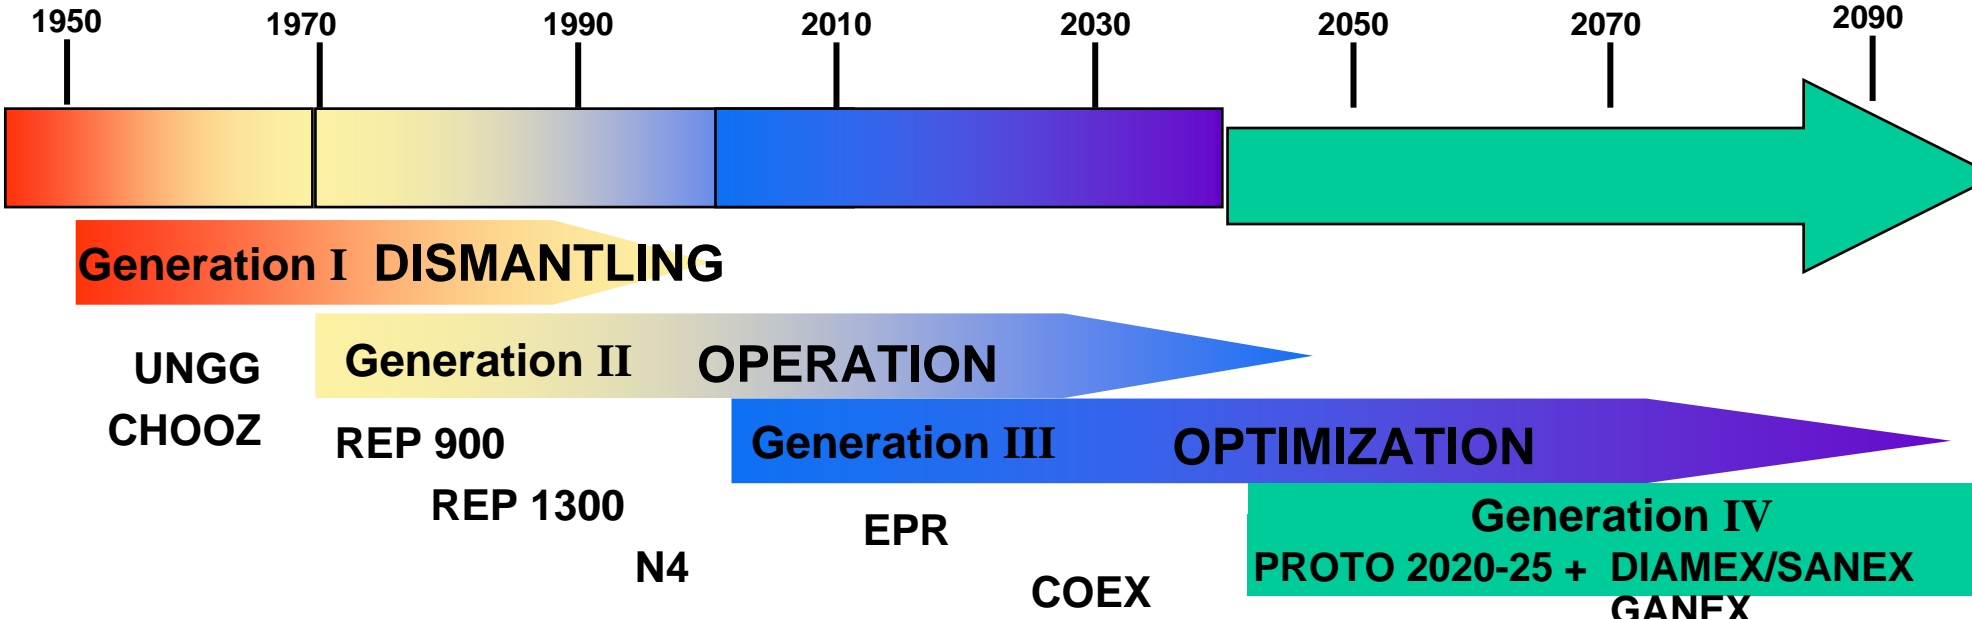 1950 1970 1990 2010 2030 2050 2070 2090
Generation I DISMANTLING
UNGG
CHOOZ
Generation II OPERATION
REP 900
REP 1300
N4
Generation III OPTIMIZATION
EPR
COEX
Generation IV
PROTO 2020-25 + DIAMEX/SANEX
GANEX